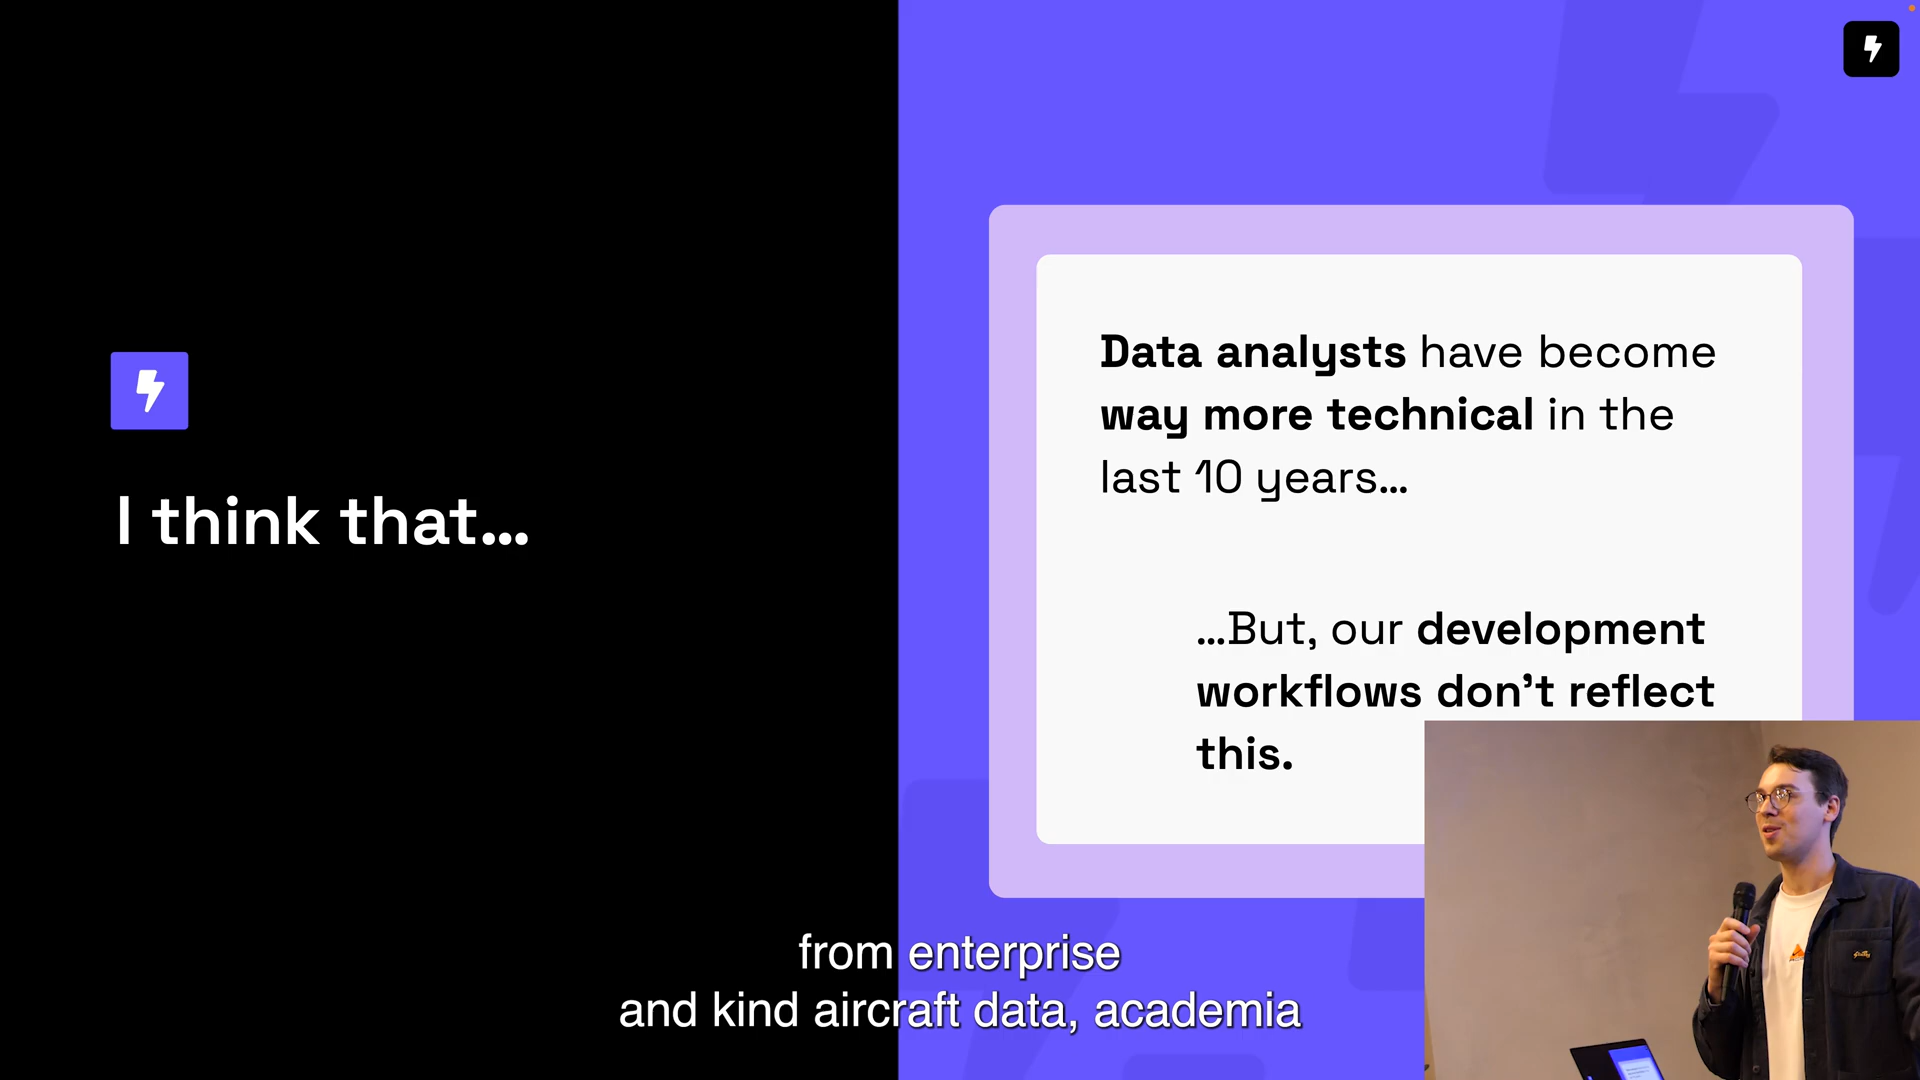 I think that...
Data analysts have become
way more technical in the
last 10 years...
...But, our development
workflows don't reflect
this.
from enterprise
and kind aircraft data, academia